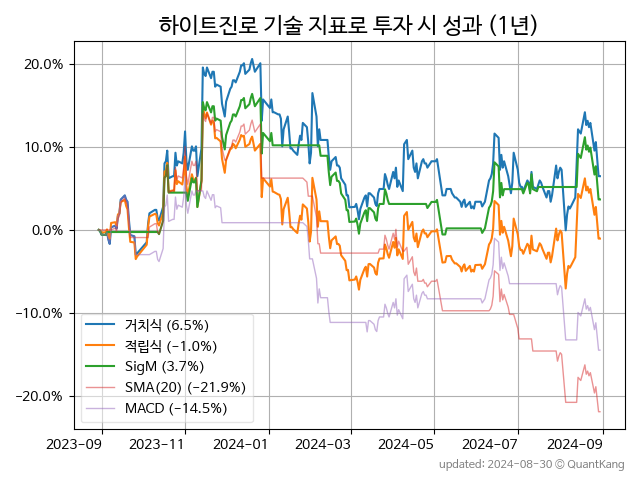 하이트진로 기술 지표로 투자 시 성과 (1년)
20.0%
10.0%
0.0%
−10.0%
−20.0%
거치식 (6.5%)
적립식 (−1.0%)
SigM (3.7%)
SMA(20) (−21.9%)
MACD (−14.5%)
2023-09 2023-11 2024-01 2024-03 2024-05 2024-07 2024-09
updated: 2024-08-30 © QuantKang